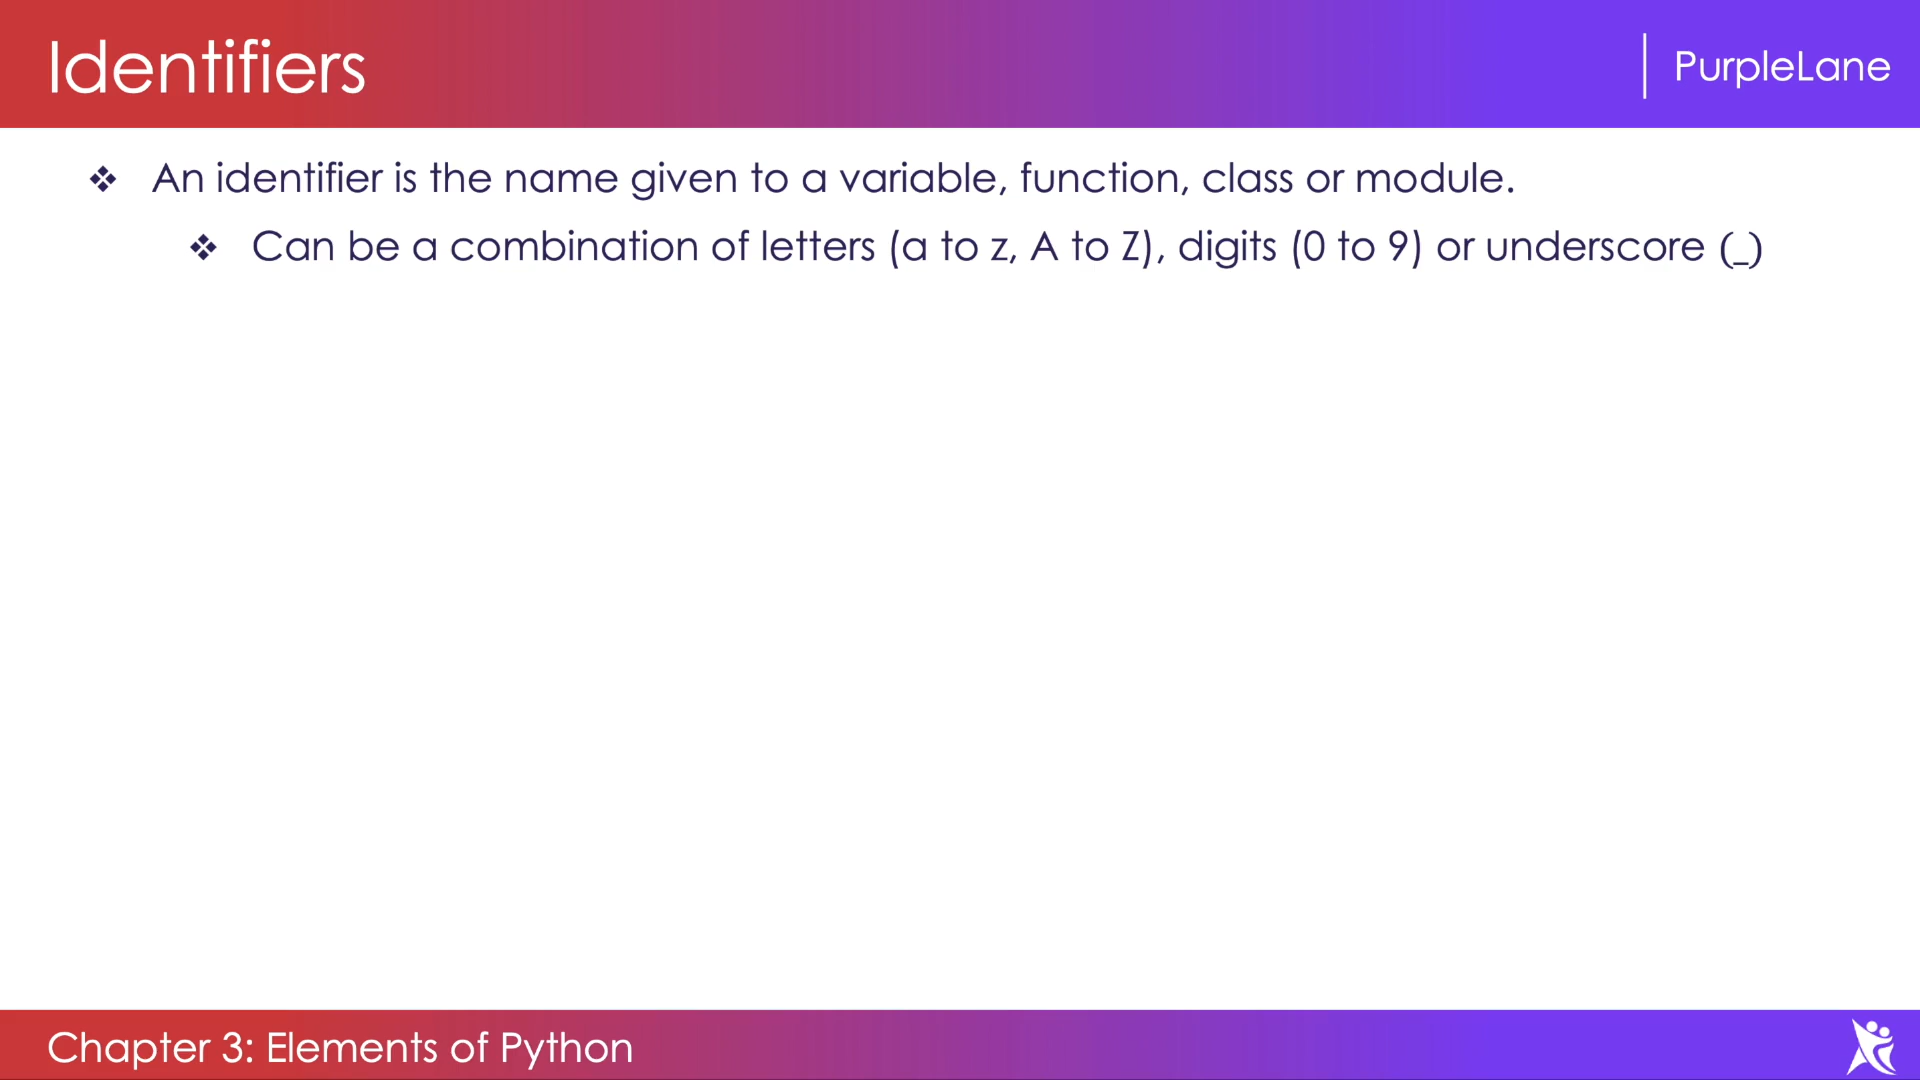 Identifiers
PurpleLane
❖ An identifier is the name given to a variable, function, class or module.
❖ Can be a combination of letters (a to z, A to Z), digits (0 to 9) or underscore (_)
Chapter 3: Elements of Python